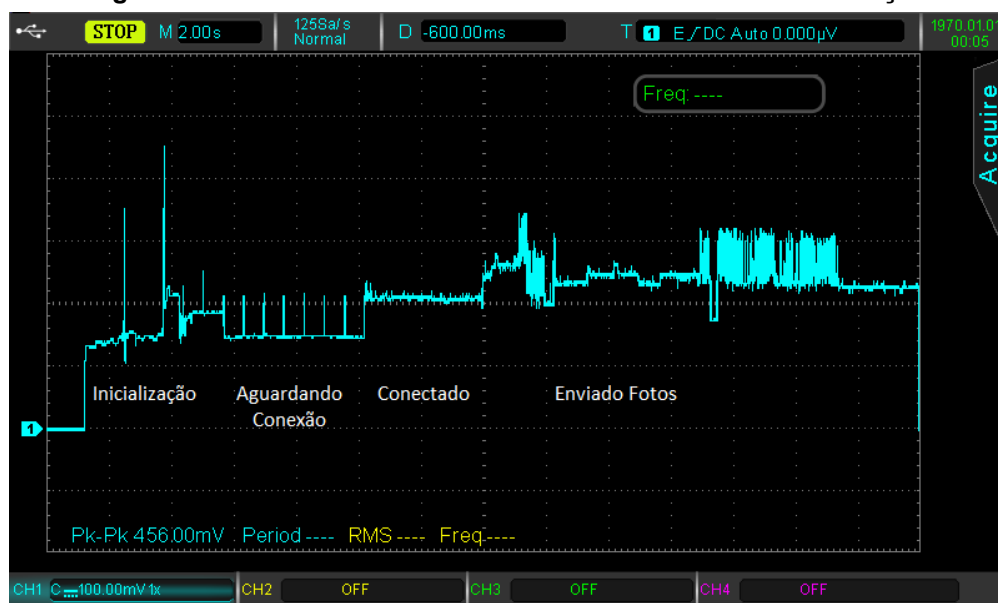 STOP M 2.00s 125Sa/s Normal D -600.00ms T 1 E DC Auto 0.000µV 1970.01.01 00:05
Freq: ----
Acquire
Inicialização Aguardando Conexão Conectado Enviado Fotos
1
Pk-Pk 456.00mV Period ---- RMS ---- Freq ----
CH1 C 100.00mV 1x CH2 OFF CH3 OFF CH4 OFF